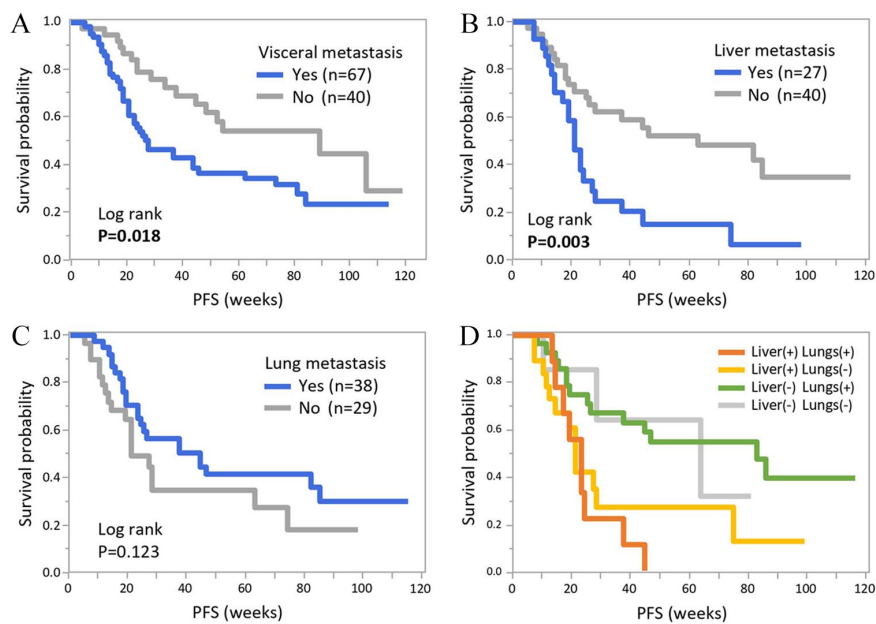 A
Survival probability
1.0
0.8
0.6
0.4
0.2
0.0
Visceral metastasis
Yes (n=67)
No (n=40)
Log rank
P=0.018
0 20 40 60 80 100 120
PFS (weeks)
B
Survival probability
1.0
0.8
0.6
0.4
0.2
0.0
Liver metastasis
Yes (n=27)
No (n=40)
Log rank
P=0.003
0 20 40 60 80 100 120
PFS (weeks)
C
Survival probability
1.0
0.8
0.6
0.4
0.2
0.0
Lung metastasis
Yes (n=38)
No (n=29)
Log rank
P=0.123
0 20 40 60 80 100 120
PFS (weeks)
D
Survival probability
1.0
0.8
0.6
0.4
0.2
0.0
Liver(+) Lungs(+)
Liver(+) Lungs(-)
Liver(-) Lungs(+)
Liver(-) Lungs(-)
0 20 40 60 80 100 120
PFS (weeks)